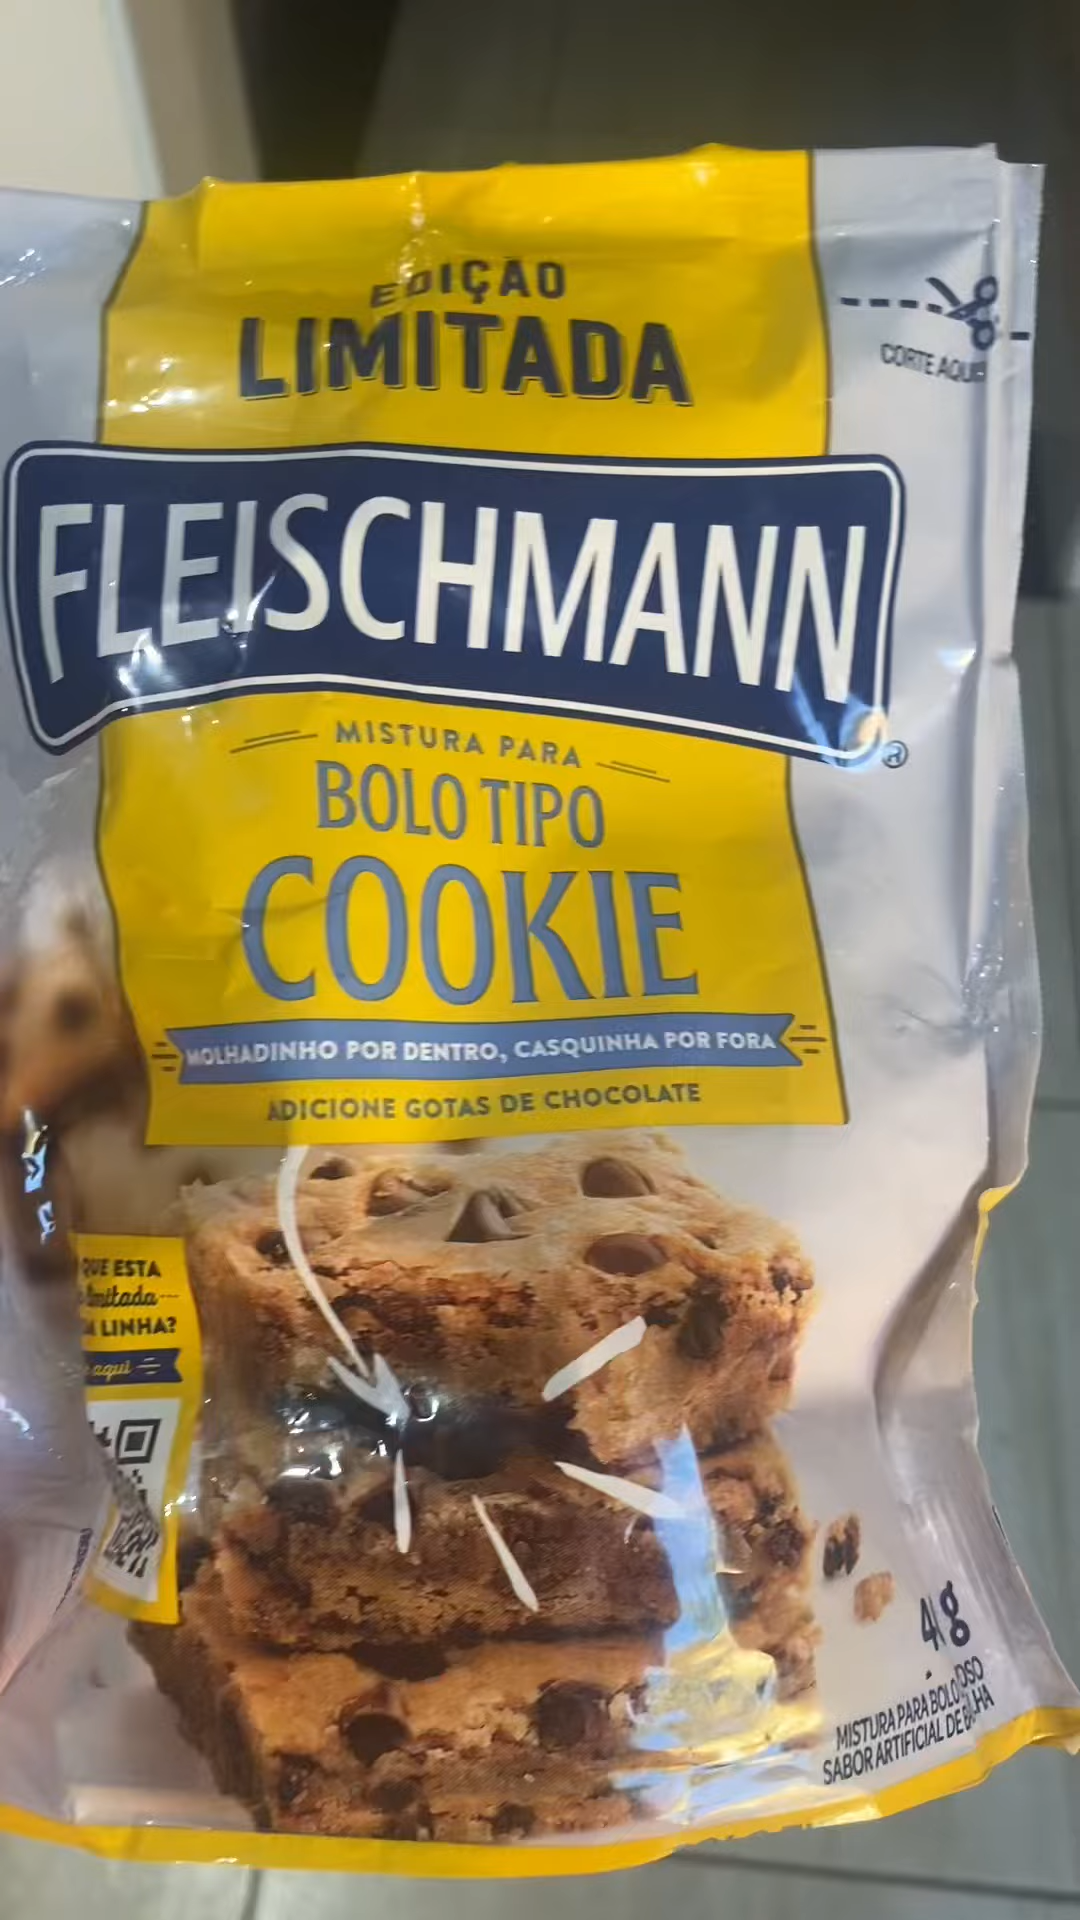 EDIÇÃO
LIMITADA
CORTE AQUI
FLEISCHMANN
®
MISTURA PARA
BOLO TIPO
COOKIE
MOLHADINHO POR DENTRO, CASQUINHA POR FORA
ADICIONE GOTAS DE CHOCOLATE
QUE ESTA
LINHA?
aqui
g
MISTURA PARA BOLO
SABOR ARTIFICIAL DE